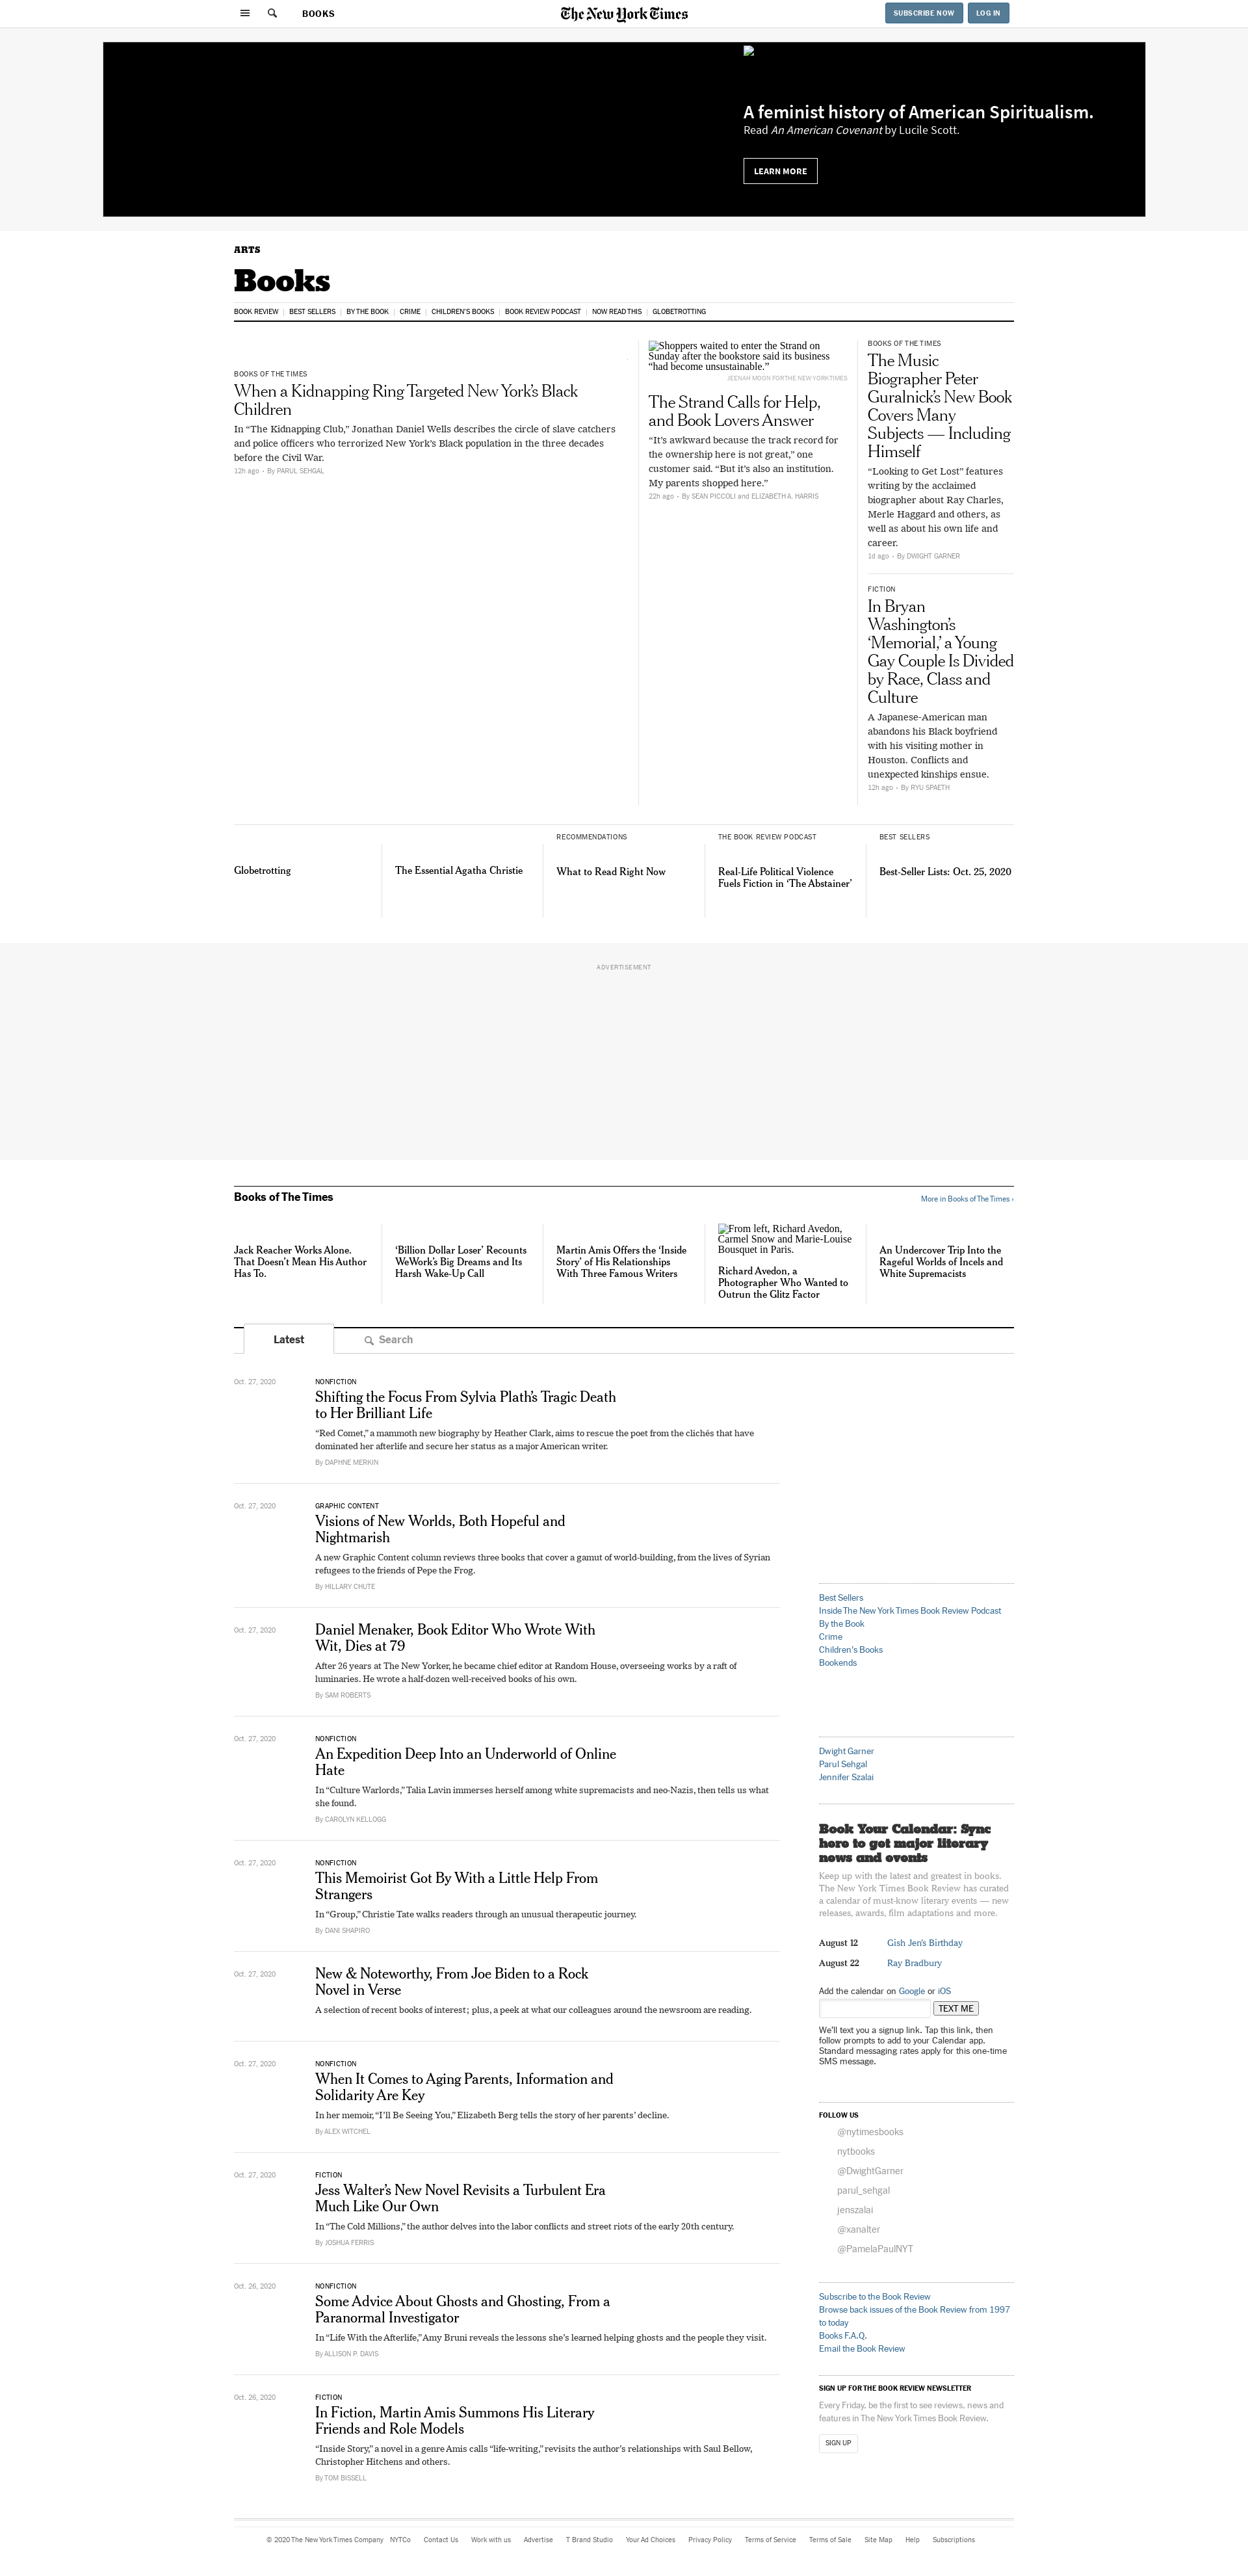 BOOKS
The New York Times
SUBSCRIBE NOW
LOG IN
A feminist history of American Spiritualism.
Read An American Covenant by Lucile Scott.
LEARN MORE
ARTS
Books
BOOK REVIEW
BEST SELLERS
BY THE BOOK
CRIME
CHILDREN'S BOOKS
BOOK REVIEW PODCAST
NOW READ THIS
GLOBETROTTING
BOOKS OF THE TIMES
When a Kidnapping Ring Targeted New York’s Black
Children
In “The Kidnapping Club,” Jonathan Daniel Wells describes the circle of slave catchers
and police officers who terrorized New York’s Black population in the three decades
before the Civil War.
12h ago • By PARUL SEHGAL
Shoppers waited to enter the Strand on
Sunday after the bookstore said its business
“had become unsustainable.”
JEENAH MOON FOR THE NEW YORK TIMES
The Strand Calls for Help,
and Book Lovers Answer
“It’s awkward because the track record for
the ownership here is not great,” one
customer said. “But it’s also an institution.
My parents shopped here.”
22h ago • By SEAN PICCOLI and ELIZABETH A. HARRIS
BOOKS OF THE TIMES
The Music
Biographer Peter
Guralnick’s New Book
Covers Many
Subjects — Including
Himself
“Looking to Get Lost” features
writing by the acclaimed
biographer about Ray Charles,
Merle Haggard and others, as
well as about his own life and
career.
1d ago • By DWIGHT GARNER
FICTION
In Bryan
Washington’s
‘Memorial,’ a Young
Gay Couple Is Divided
by Race, Class and
Culture
A Japanese-American man
abandons his Black boyfriend
with his visiting mother in
Houston. Conflicts and
unexpected kinships ensue.
12h ago • By RYU SPAETH
Globetrotting
The Essential Agatha Christie
RECOMMENDATIONS
What to Read Right Now
THE BOOK REVIEW PODCAST
Real-Life Political Violence
Fuels Fiction in ‘The Abstainer’
BEST SELLERS
Best-Seller Lists: Oct. 25, 2020
ADVERTISEMENT
Books of The Times
More in Books of The Times ›
Jack Reacher Works Alone.
That Doesn’t Mean His Author
Has To.
‘Billion Dollar Loser’ Recounts
WeWork’s Big Dreams and Its
Harsh Wake-Up Call
Martin Amis Offers the ‘Inside
Story’ of His Relationships
With Three Famous Writers
From left, Richard Avedon,
Carmel Snow and Marie-Louise
Bousquet in Paris.
Richard Avedon, a
Photographer Who Wanted to
Outrun the Glitz Factor
An Undercover Trip Into the
Rageful Worlds of Incels and
White Supremacists
Latest
Search
Oct. 27, 2020
NONFICTION
Shifting the Focus From Sylvia Plath’s Tragic Death
to Her Brilliant Life
“Red Comet,” a mammoth new biography by Heather Clark, aims to rescue the poet from the clichés that have
dominated her afterlife and secure her status as a major American writer.
By DAPHNE MERKIN
Oct. 27, 2020
GRAPHIC CONTENT
Visions of New Worlds, Both Hopeful and
Nightmarish
A new Graphic Content column reviews three books that cover a gamut of world-building, from the lives of Syrian
refugees to the friends of Pepe the Frog.
By HILLARY CHUTE
Oct. 27, 2020
Daniel Menaker, Book Editor Who Wrote With
Wit, Dies at 79
After 26 years at The New Yorker, he became chief editor at Random House, overseeing works by a raft of
luminaries. He wrote a half-dozen well-received books of his own.
By SAM ROBERTS
Oct. 27, 2020
NONFICTION
An Expedition Deep Into an Underworld of Online
Hate
In “Culture Warlords,” Talia Lavin immerses herself among white supremacists and neo-Nazis, then tells us what
she found.
By CAROLYN KELLOGG
Oct. 27, 2020
NONFICTION
This Memoirist Got By With a Little Help From
Strangers
In “Group,” Christie Tate walks readers through an unusual therapeutic journey.
By DANI SHAPIRO
Oct. 27, 2020
New & Noteworthy, From Joe Biden to a Rock
Novel in Verse
A selection of recent books of interest; plus, a peek at what our colleagues around the newsroom are reading.
Oct. 27, 2020
NONFICTION
When It Comes to Aging Parents, Information and
Solidarity Are Key
In her memoir, “I’ll Be Seeing You,” Elizabeth Berg tells the story of her parents’ decline.
By ALEX WITCHEL
Oct. 27, 2020
FICTION
Jess Walter’s New Novel Revisits a Turbulent Era
Much Like Our Own
In “The Cold Millions,” the author delves into the labor conflicts and street riots of the early 20th century.
By JOSHUA FERRIS
Oct. 26, 2020
NONFICTION
Some Advice About Ghosts and Ghosting, From a
Paranormal Investigator
In “Life With the Afterlife,” Amy Bruni reveals the lessons she’s learned helping ghosts and the people they visit.
By ALLISON P. DAVIS
Oct. 26, 2020
FICTION
In Fiction, Martin Amis Summons His Literary
Friends and Role Models
“Inside Story,” a novel in a genre Amis calls “life-writing,” revisits the author’s relationships with Saul Bellow,
Christopher Hitchens and others.
By TOM BISSELL
Best Sellers
Inside The New York Times Book Review Podcast
By the Book
Crime
Children's Books
Bookends
Dwight Garner
Parul Sehgal
Jennifer Szalai
Book Your Calendar: Sync
here to get major literary
news and events
Keep up with the latest and greatest in books.
The New York Times Book Review has curated
a calendar of must-know literary events — new
releases, awards, film adaptations and more.
August 12 Gish Jen’s Birthday
August 22 Ray Bradbury
Add the calendar on Google or iOS
TEXT ME
We’ll text you a signup link. Tap this link, then
follow prompts to add to your Calendar app.
Standard messaging rates apply for this one-time
SMS message.
FOLLOW US
@nytimesbooks
nytbooks
@DwightGarner
parul_sehgal
jenszalai
@xanalter
@PamelaPaulNYT
Subscribe to the Book Review
Browse back issues of the Book Review from 1997
to today
Books F.A.Q.
Email the Book Review
SIGN UP FOR THE BOOK REVIEW NEWSLETTER
Every Friday, be the first to see reviews, news and
features in The New York Times Book Review.
SIGN UP
© 2020 The New York Times Company
NYTCo
Contact Us
Work with us
Advertise
T Brand Studio
Your Ad Choices
Privacy Policy
Terms of Service
Terms of Sale
Site Map
Help
Subscriptions